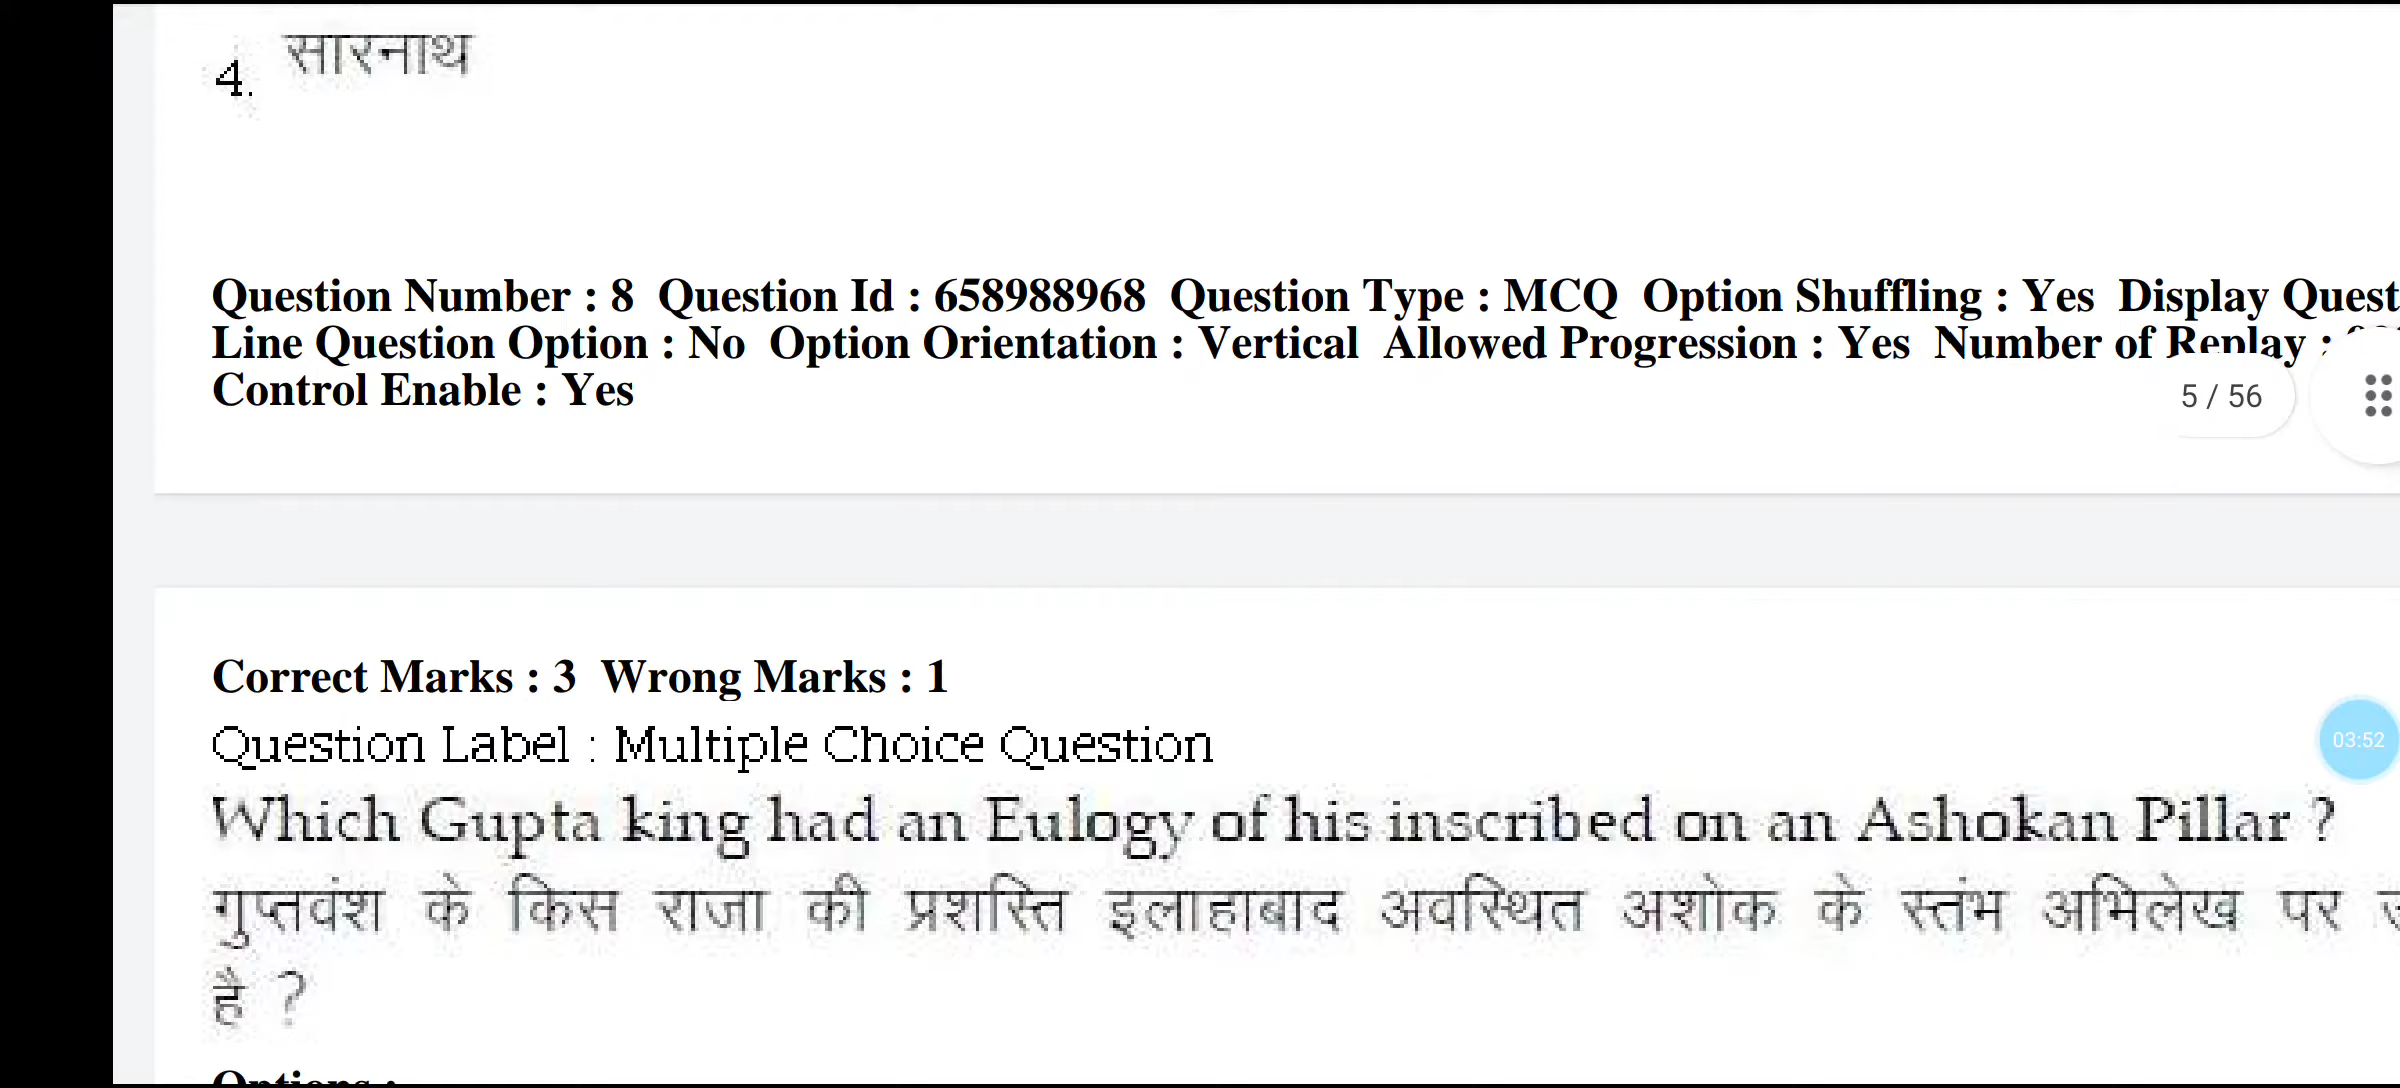 4. सारनाथ
Question Number : 8 Question Id : 658988968 Question Type : MCQ Option Shuffling : Yes Display Quest
Line Question Option : No Option Orientation : Vertical Allowed Progression : Yes Number of Replay :
Control Enable : Yes
5 / 56
Correct Marks : 3 Wrong Marks : 1
Question Label : Multiple Choice Question
03:52
Which Gupta king had an Eulogy of his inscribed on an Ashokan Pillar ?
गुप्तवंश के किस राजा की प्रशस्ति इलाहाबाद अवस्थित अशोक के स्तंभ अभिलेख पर
है ?
Options :